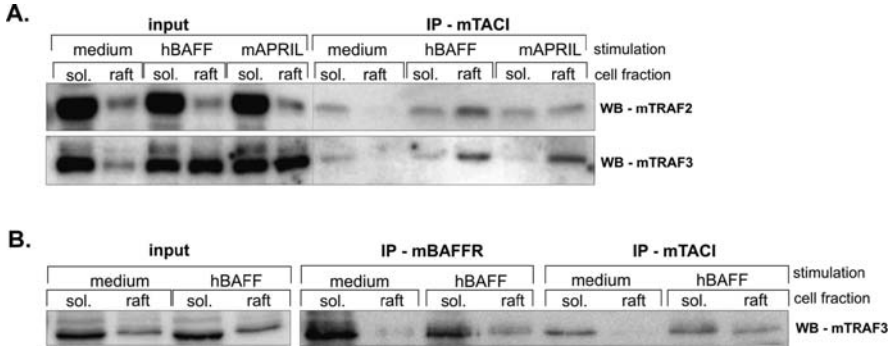 A.
input IP - mTACI
medium hBAFF mAPRIL medium hBAFF mAPRIL stimulation
sol. raft sol. raft sol. raft sol. raft sol. raft sol. raft cell fraction
WB - mTRAF2
WB - mTRAF3
B.
input IP - mBAFFR IP - mTACI
medium hBAFF medium hBAFF medium hBAFF stimulation
sol. raft sol. raft sol. raft sol. raft sol. raft sol. raft cell fraction
WB - mTRAF3